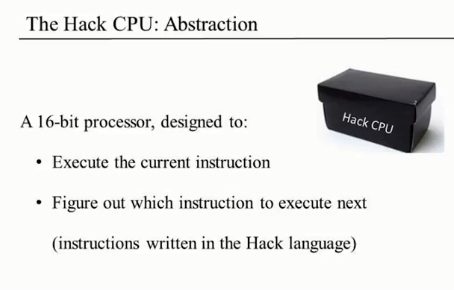 The Hack CPU: Abstraction
Hack CPU
A 16-bit processor, designed to:
• Execute the current instruction
• Figure out which instruction to execute next
(instructions written in the Hack language)